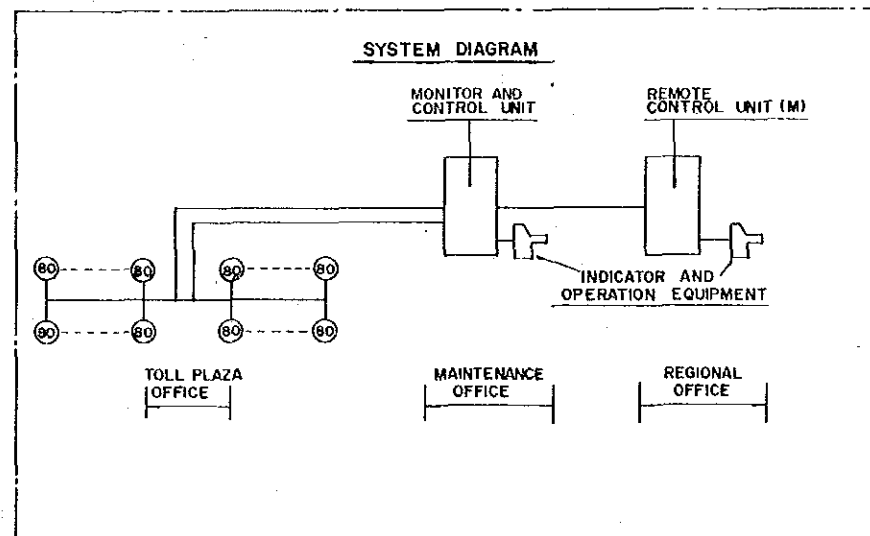 SYSTEM DIAGRAM
MONITOR AND
CONTROL UNIT
REMOTE
CONTROL UNIT (M)
80 80 80 80
INDICATOR AND
OPERATION EQUIPMENT
90 80 80 80
TOLL PLAZA
OFFICE
MAINTENANCE
OFFICE
REGIONAL
OFFICE